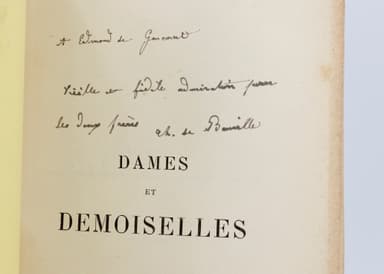 A Edmond de Goncourt
Vieille et fidèle admiration pour
les deux frères Th. de Banville
DAMES
ET
DEMOISELLES